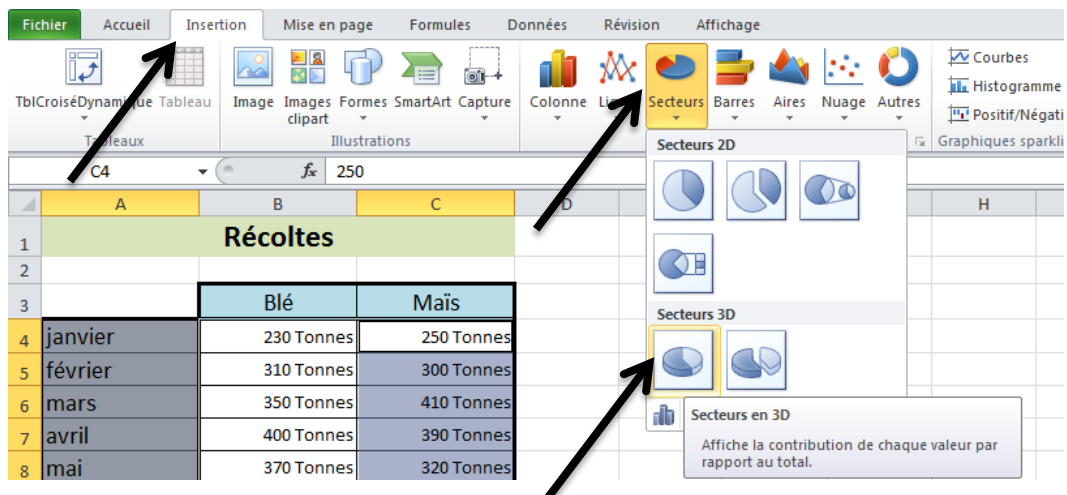 Fichier Accueil Insertion Mise en page Formules Données Révision Affichage
TblCroiséDynamique Tableau Image Images clipart Formes SmartArt Capture Colonne Secteurs Barres Aires Nuage Autres
Courbes
Histogramme
Positif/Négati
Tableaux Illustrations Graphiques sparkli
C4 fx 250
Secteurs 2D
A B C D H
1 Récoltes
2
3 Blé Maïs
Secteurs 3D
4 janvier 230 Tonnes 250 Tonnes
5 février 310 Tonnes 300 Tonnes
6 mars 350 Tonnes 410 Tonnes
Secteurs en 3D
7 avril 400 Tonnes 390 Tonnes
Affiche la contribution de chaque valeur par
rapport au total.
8 mai 370 Tonnes 320 Tonnes